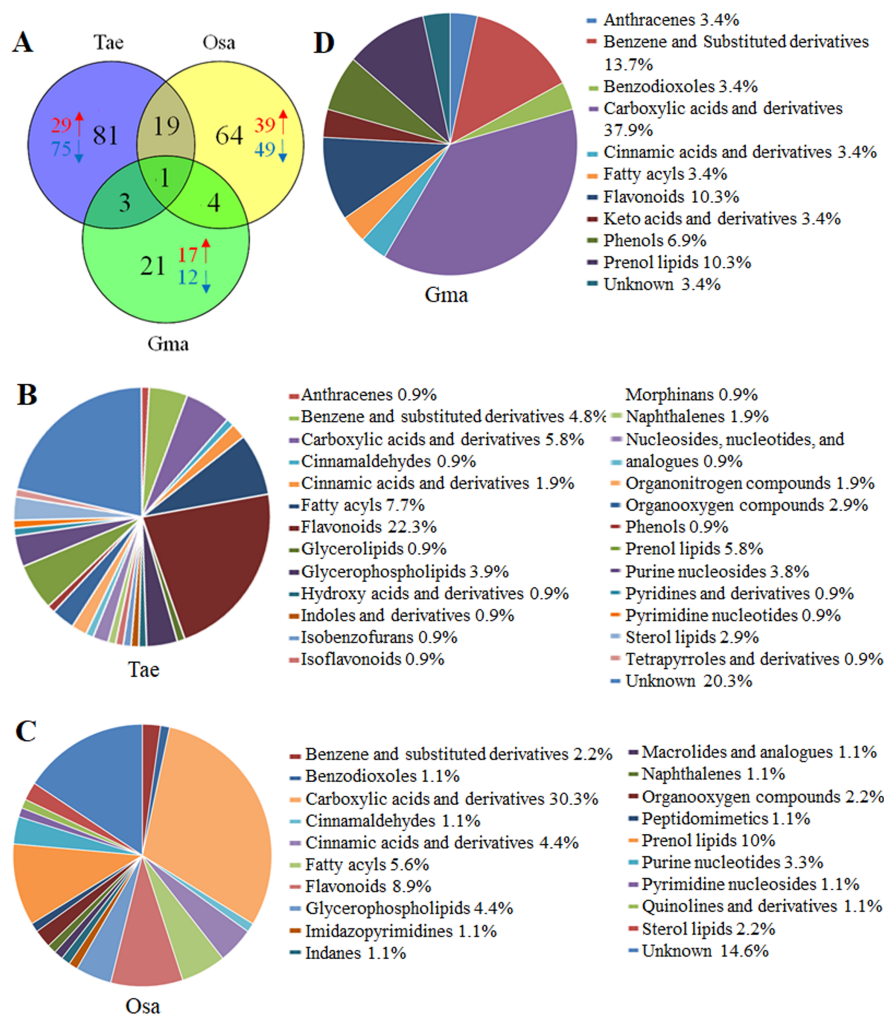 A
Tae
Osa
29
75
81
19
64
39
49
1
3
4
21
17
12
Gma
D
Gma
Anthracenes 3.4%
Benzene and Substituted derivatives
13.7%
Benzodioxoles 3.4%
Carboxylic acids and derivatives
37.9%
Cinnamic acids and derivatives 3.4%
Fatty acyls 3.4%
Flavonoids 10.3%
Keto acids and derivatives 3.4%
Phenols 6.9%
Prenol lipids 10.3%
Unknown 3.4%
B
Tae
Anthracenes 0.9%
Benzene and substituted derivatives 4.8%
Carboxylic acids and derivatives 5.8%
Cinnamaldehydes 0.9%
Cinnamic acids and derivatives 1.9%
Fatty acyls 7.7%
Flavonoids 22.3%
Glycerolipids 0.9%
Glycerophospholipids 3.9%
Hydroxy acids and derivatives 0.9%
Indoles and derivatives 0.9%
Isobenzofurans 0.9%
Isoflavonoids 0.9%
Morphinans 0.9%
Naphthalenes 1.9%
Nucleosides, nucleotides, and
analogues 0.9%
Organonitrogen compounds 1.9%
Organooxygen compounds 2.9%
Phenols 0.9%
Prenol lipids 5.8%
Purine nucleosides 3.8%
Pyridines and derivatives 0.9%
Pyrimidine nucleotides 0.9%
Sterol lipids 2.9%
Tetrapyrroles and derivatives 0.9%
Unknown 20.3%
C
Osa
Benzene and substituted derivatives 2.2%
Benzodioxoles 1.1%
Carboxylic acids and derivatives 30.3%
Cinnamaldehydes 1.1%
Cinnamic acids and derivatives 4.4%
Fatty acyls 5.6%
Flavonoids 8.9%
Glycerophospholipids 4.4%
Imidazopyrimidines 1.1%
Indanes 1.1%
Macrolides and analogues 1.1%
Naphthalenes 1.1%
Organooxygen compounds 2.2%
Peptidomimetics 1.1%
Prenol lipids 10%
Purine nucleotides 3.3%
Pyrimidine nucleosides 1.1%
Quinolines and derivatives 1.1%
Sterol lipids 2.2%
Unknown 14.6%